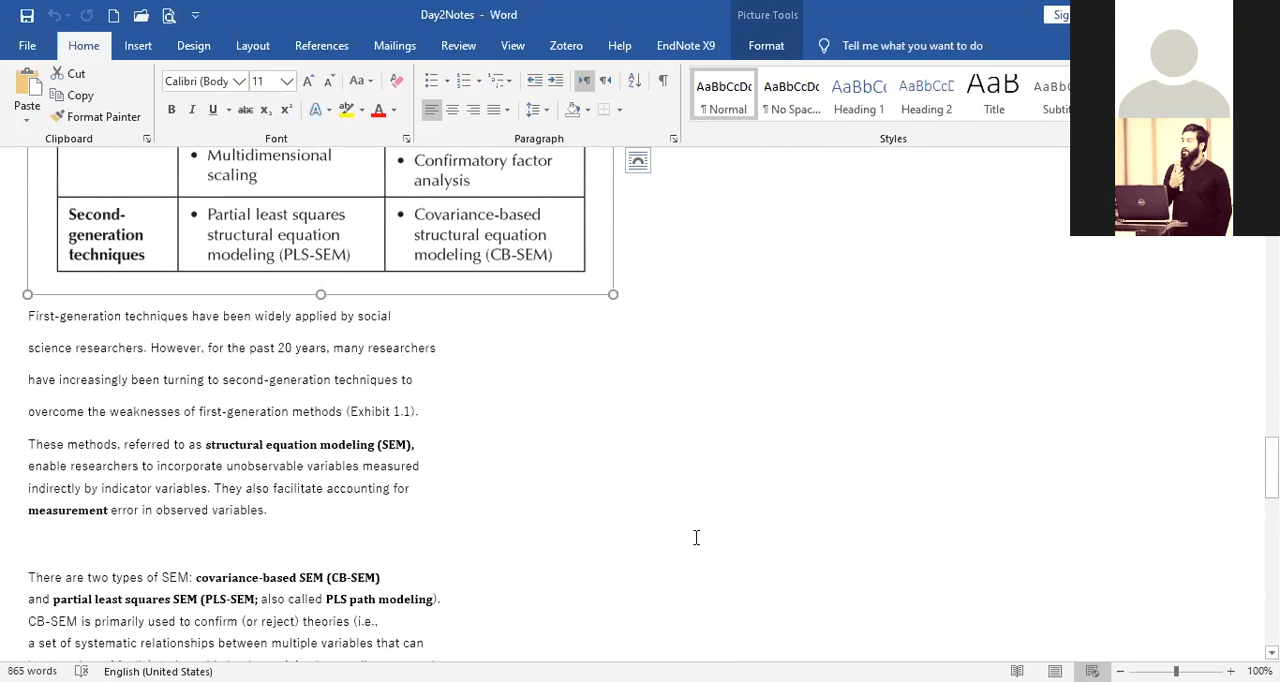 Day2Notes - Word
Picture Tools
Sig
File
Home
Insert
Design
Layout
References
Mailings
Review
View
Zotero
Help
EndNote X9
Format
Tell me what you want to do
Paste
Cut
Copy
Format Painter
Clipboard
Calibri (Body
11
Font
Paragraph
AaBbCcDc
¶ Normal
AaBbCcDc
¶ No Spac...
AaBbCc
Heading 1
AaBbCcD
Heading 2
AaB
Title
AaBbCc
Subtit
Styles
• Multidimensional
scaling
• Confirmatory factor
analysis
Second-
generation
techniques
• Partial least squares
structural equation
modeling (PLS-SEM)
• Covariance-based
structural equation
modeling (CB-SEM)
First-generation techniques have been widely applied by social
science researchers. However, for the past 20 years, many researchers
have increasingly been turning to second-generation techniques to
overcome the weaknesses of first-generation methods (Exhibit 1.1).
These methods, referred to as structural equation modeling (SEM),
enable researchers to incorporate unobservable variables measured
indirectly by indicator variables. They also facilitate accounting for
measurement error in observed variables.
There are two types of SEM: covariance-based SEM (CB-SEM)
and partial least squares SEM (PLS-SEM; also called PLS path modeling).
CB-SEM is primarily used to confirm (or reject) theories (i.e.,
a set of systematic relationships between multiple variables that can
865 words
English (United States)
100%